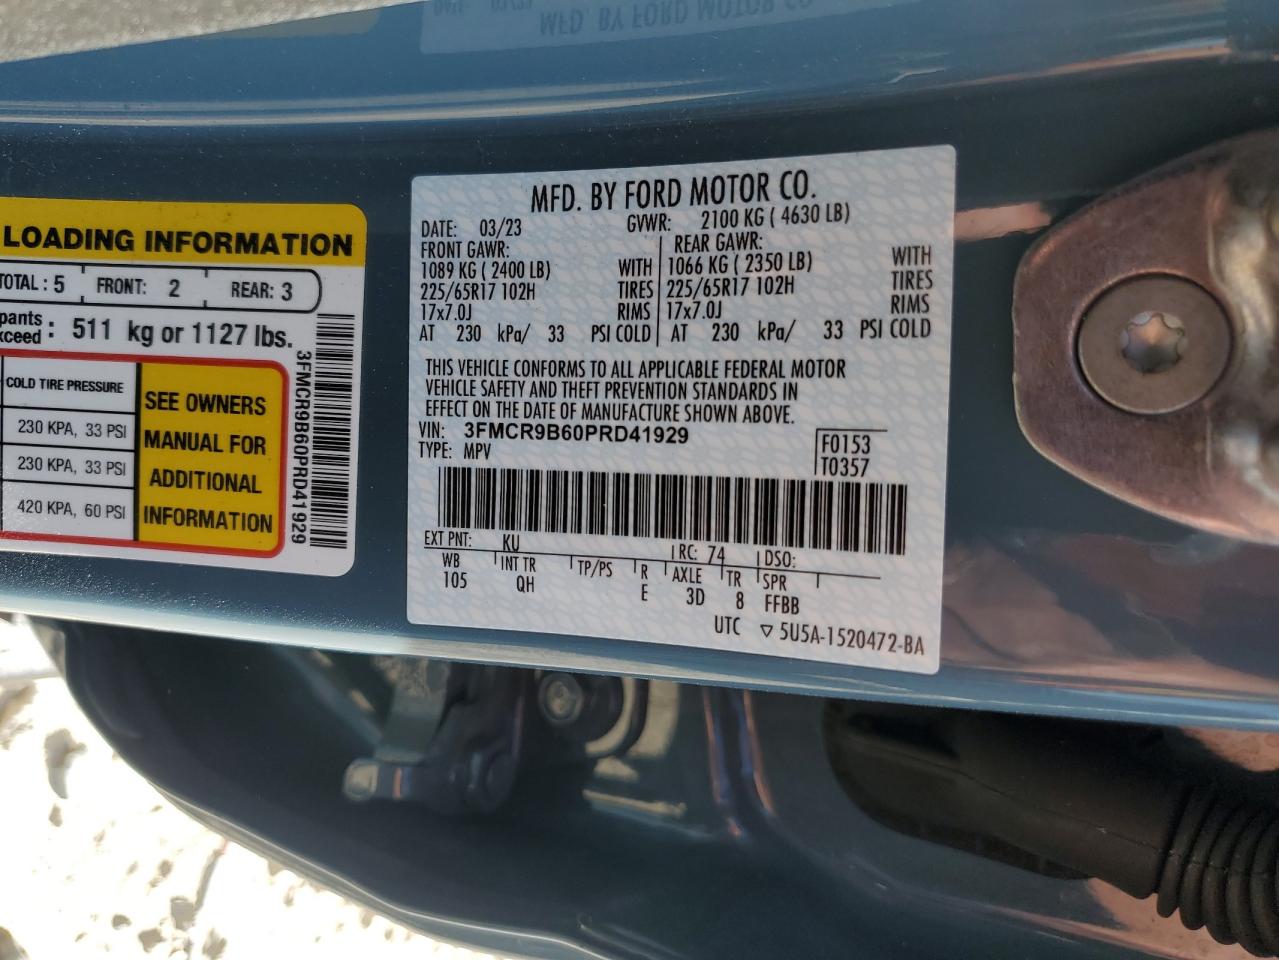 MFD. BY FORD MOTOR CO.
LOADING INFORMATION
TOTAL: 5 FRONT: 2 REAR: 3
pants
xceed : 511 kg or 1127 lbs.
COLD TIRE PRESSURE
230 KPA, 33 PSI
230 KPA, 33 PSI
420 KPA, 60 PSI
SEE OWNERS
MANUAL FOR
ADDITIONAL
INFORMATION
3FMCR9B60PRD41929
MFD. BY FORD MOTOR CO.
DATE: 03/23 GVWR: 2100 KG ( 4630 LB)
FRONT GAWR: REAR GAWR:
1089 KG ( 2400 LB) WITH 1066 KG ( 2350 LB) WITH
225/65R17 102H TIRES 225/65R17 102H TIRES
17x7.0J RIMS 17x7.0J RIMS
AT 230 kPa/ 33 PSI COLD AT 230 kPa/ 33 PSI COLD
THIS VEHICLE CONFORMS TO ALL APPLICABLE FEDERAL MOTOR
VEHICLE SAFETY AND THEFT PREVENTION STANDARDS IN
EFFECT ON THE DATE OF MANUFACTURE SHOWN ABOVE.
VIN: 3FMCR9B60PRD41929
TYPE: MPV
F0153
T0357
EXT PNT: KU RC: 74 DSO:
WB INT TR TP/PS R AXLE TR SPR
105 QH E 3D 8 FFBB
UTC ▽ 5U5A-1520472-BA